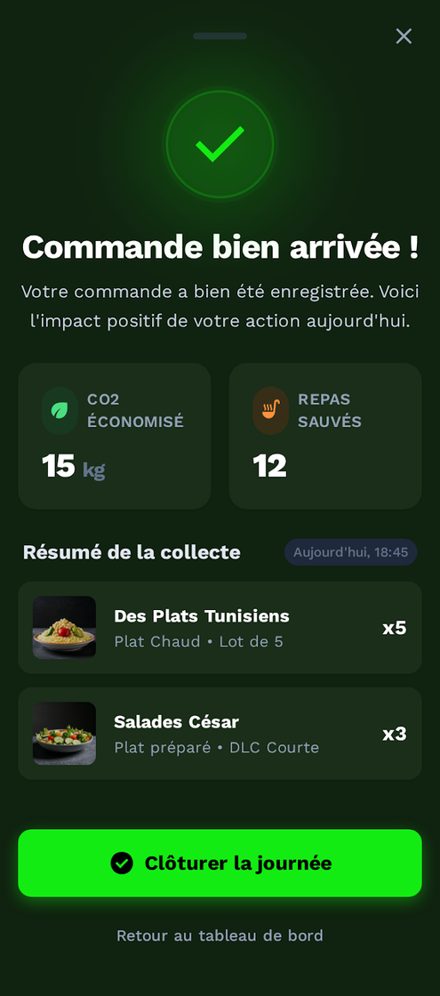 Commande bien arrivée !
Votre commande a bien été enregistrée. Voici
l'impact positif de votre action aujourd'hui.
CO2
ÉCONOMISÉ
15 kg
REPAS
SAUVÉS
12
Résumé de la collecte
Aujourd'hui, 18:45
Des Plats Tunisiens
Plat Chaud • Lot de 5
x5
Salades César
Plat préparé • DLC Courte
x3
Clôturer la journée
Retour au tableau de bord